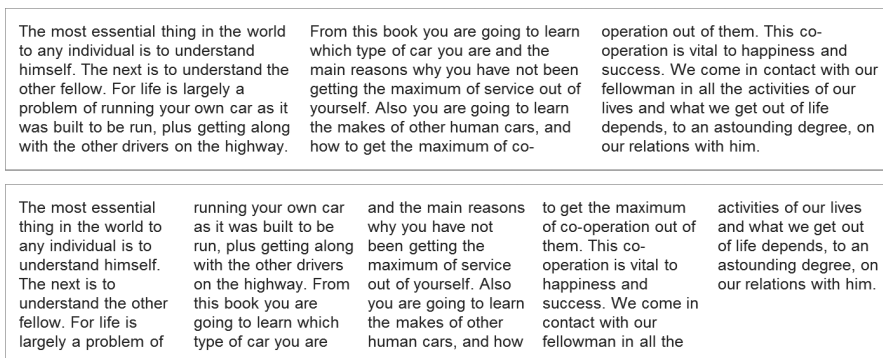 The most essential thing in the world
to any individual is to understand
himself. The next is to understand the
other fellow. For life is largely a
problem of running your own car as it
was built to be run, plus getting along
with the other drivers on the highway.
From this book you are going to learn
which type of car you are and the
main reasons why you have not been
getting the maximum of service out of
yourself. Also you are going to learn
the makes of other human cars, and
how to get the maximum of co-
operation out of them. This co-
operation is vital to happiness and
success. We come in contact with our
fellowman in all the activities of our
lives and what we get out of life
depends, to an astounding degree, on
our relations with him.
The most essential
thing in the world to
any individual is to
understand himself.
The next is to
understand the other
fellow. For life is
largely a problem of
running your own car
as it was built to be
run, plus getting along
with the other drivers
on the highway. From
this book you are
going to learn which
type of car you are
and the main reasons
why you have not
been getting the
maximum of service
out of yourself. Also
you are going to learn
the makes of other
human cars, and how
to get the maximum
of co-operation out of
them. This co-
operation is vital to
happiness and
success. We come in
contact with our
fellowman in all the
activities of our lives
and what we get out
of life depends, to an
astounding degree, on
our relations with him.